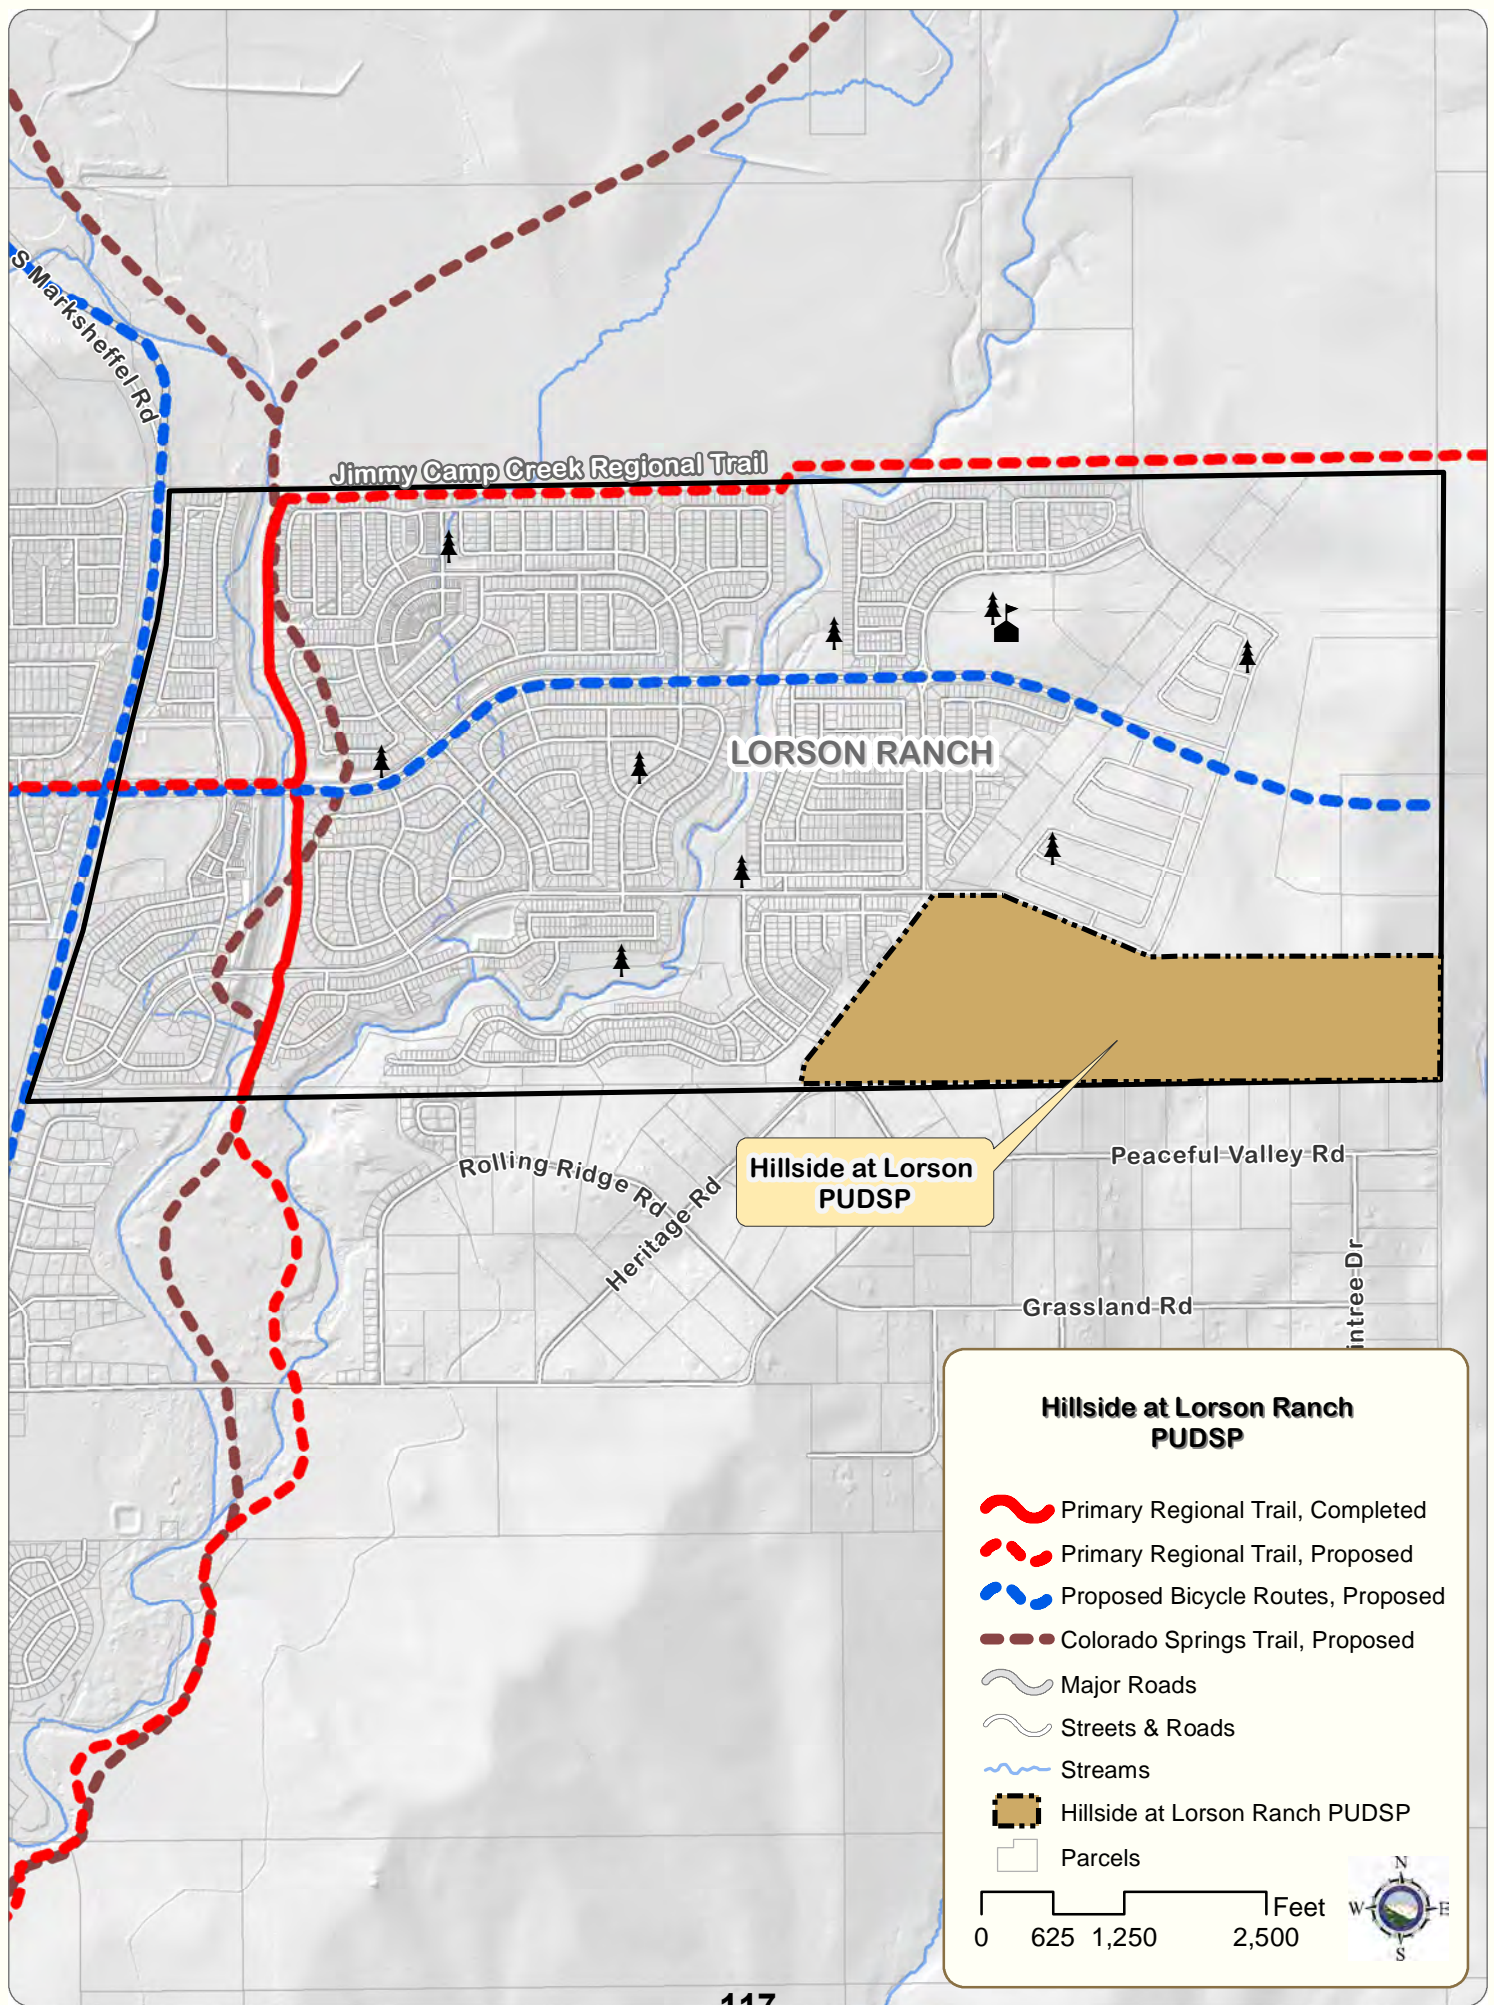 S Marksheffel Rd
Jimmy Camp Creek Regional Trail
LORSON RANCH
Hillside at Lorson
PUDSP
Rolling Ridge Rd
Heritage Rd
Peaceful Valley Rd
Grassland Rd
intree Dr
Hillside at Lorson Ranch
PUDSP
Primary Regional Trail, Completed
Primary Regional Trail, Proposed
Proposed Bicycle Routes, Proposed
Colorado Springs Trail, Proposed
Major Roads
Streets & Roads
Streams
Hillside at Lorson Ranch PUDSP
Parcels
Feet
0 625 1,250 2,500
N
W E
S
117